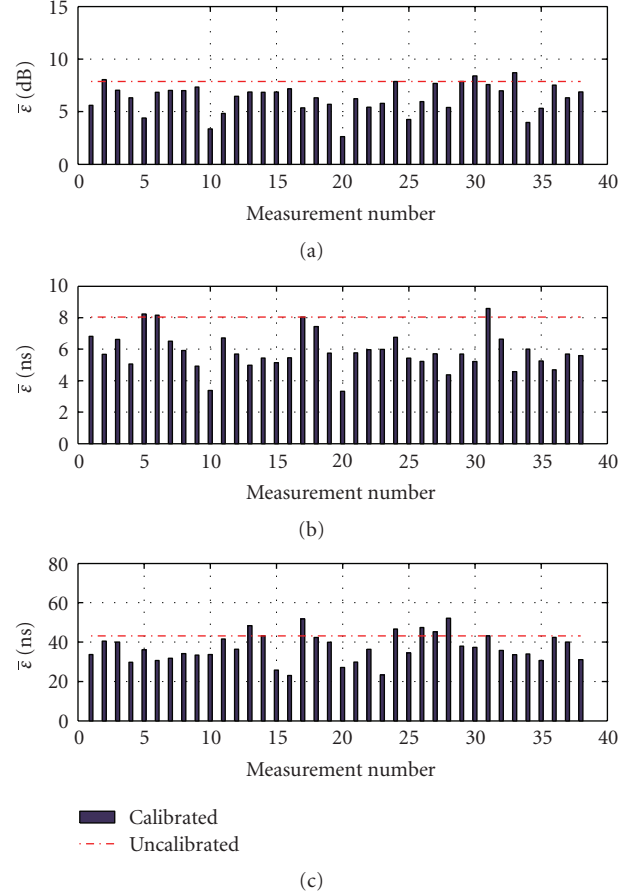 15
10
5
0
ε̄ (dB)
0 5 10 15 20 25 30 35 40
Measurement number
(a)
10
8
6
4
2
0
ε̄ (ns)
0 5 10 15 20 25 30 35 40
Measurement number
(b)
80
60
40
20
0
ε̄ (ns)
0 5 10 15 20 25 30 35 40
Measurement number
Calibrated
Uncalibrated
(c)